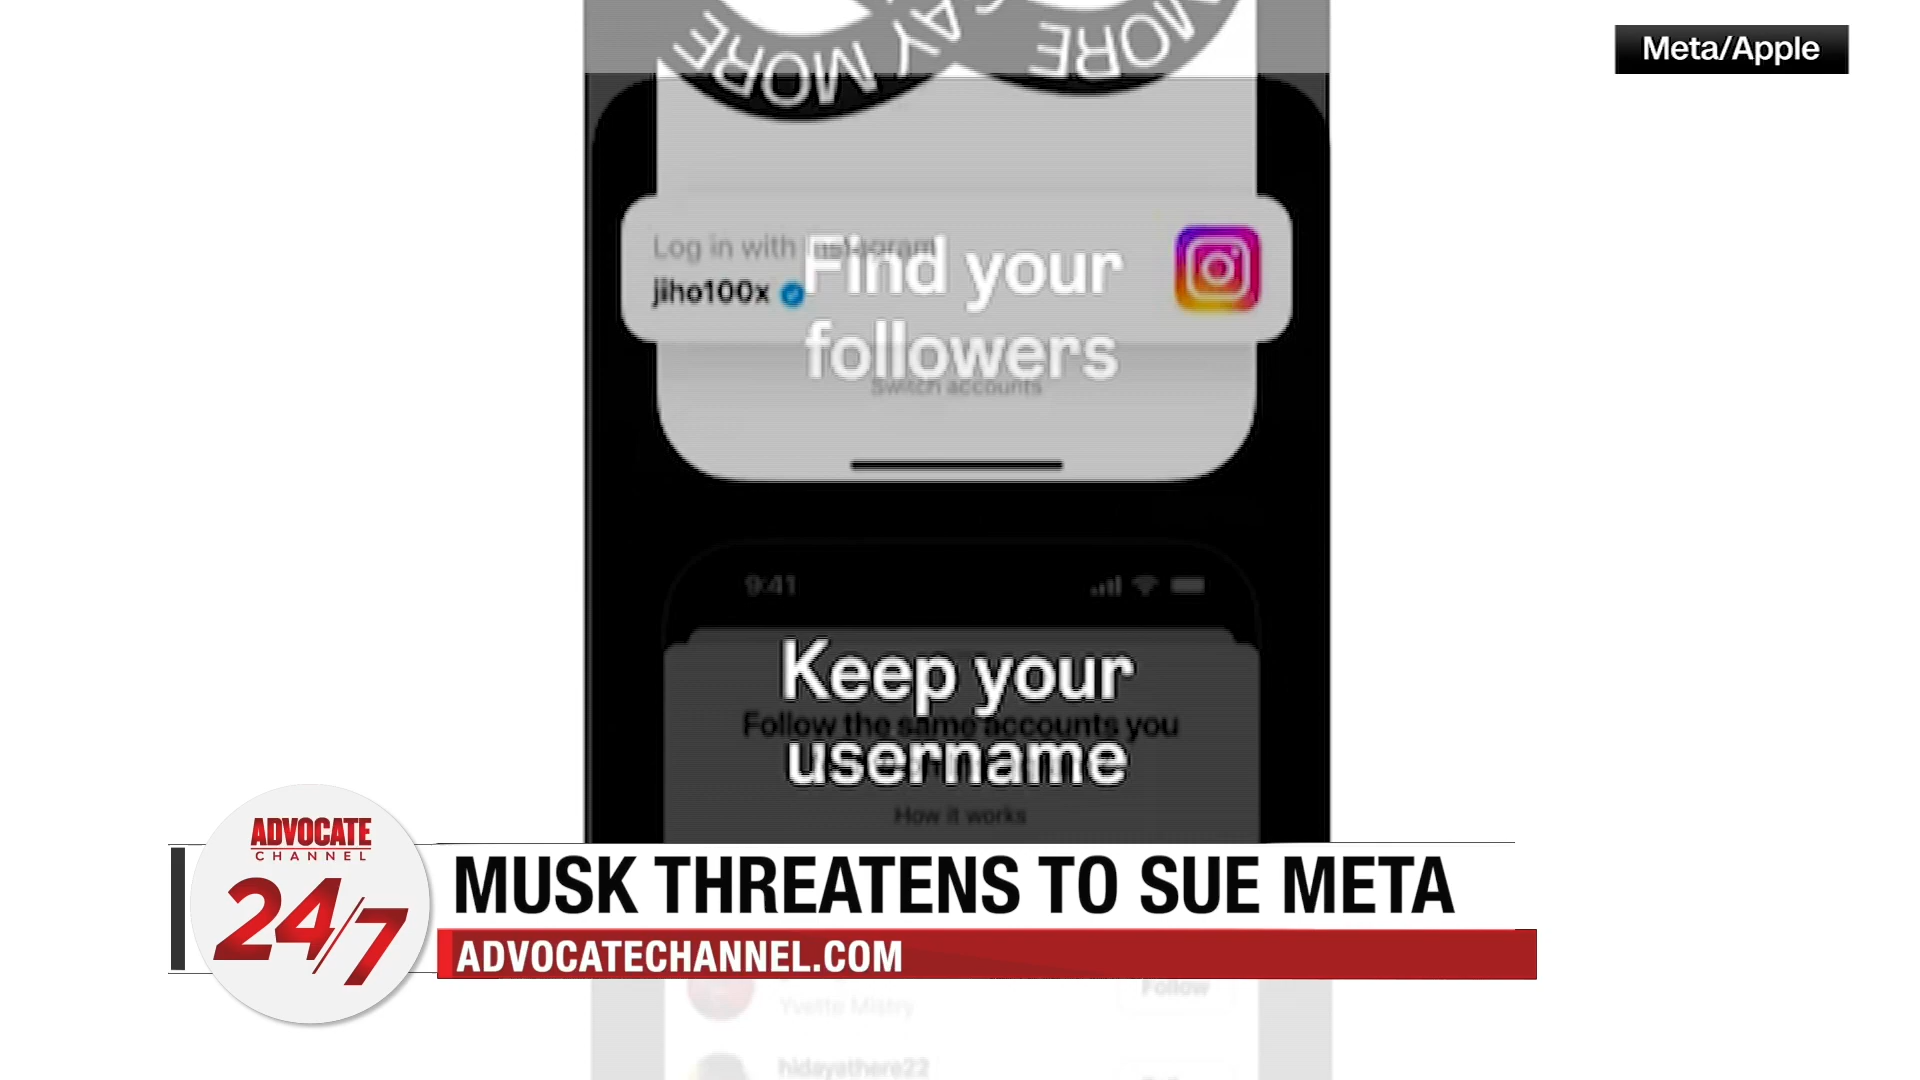 MORE
SAY MORE
MORE
Meta/Apple
Log in with Instagram
jiho100x
Find your
followers
Switch accounts
9:41
Keep your
username
Follow the same accounts you
How it works
ADVOCATE
CHANNEL
24/7
MUSK THREATENS TO SUE META
ADVOCATECHANNEL.COM
Yvette Mistry
Follow
hidayathere22